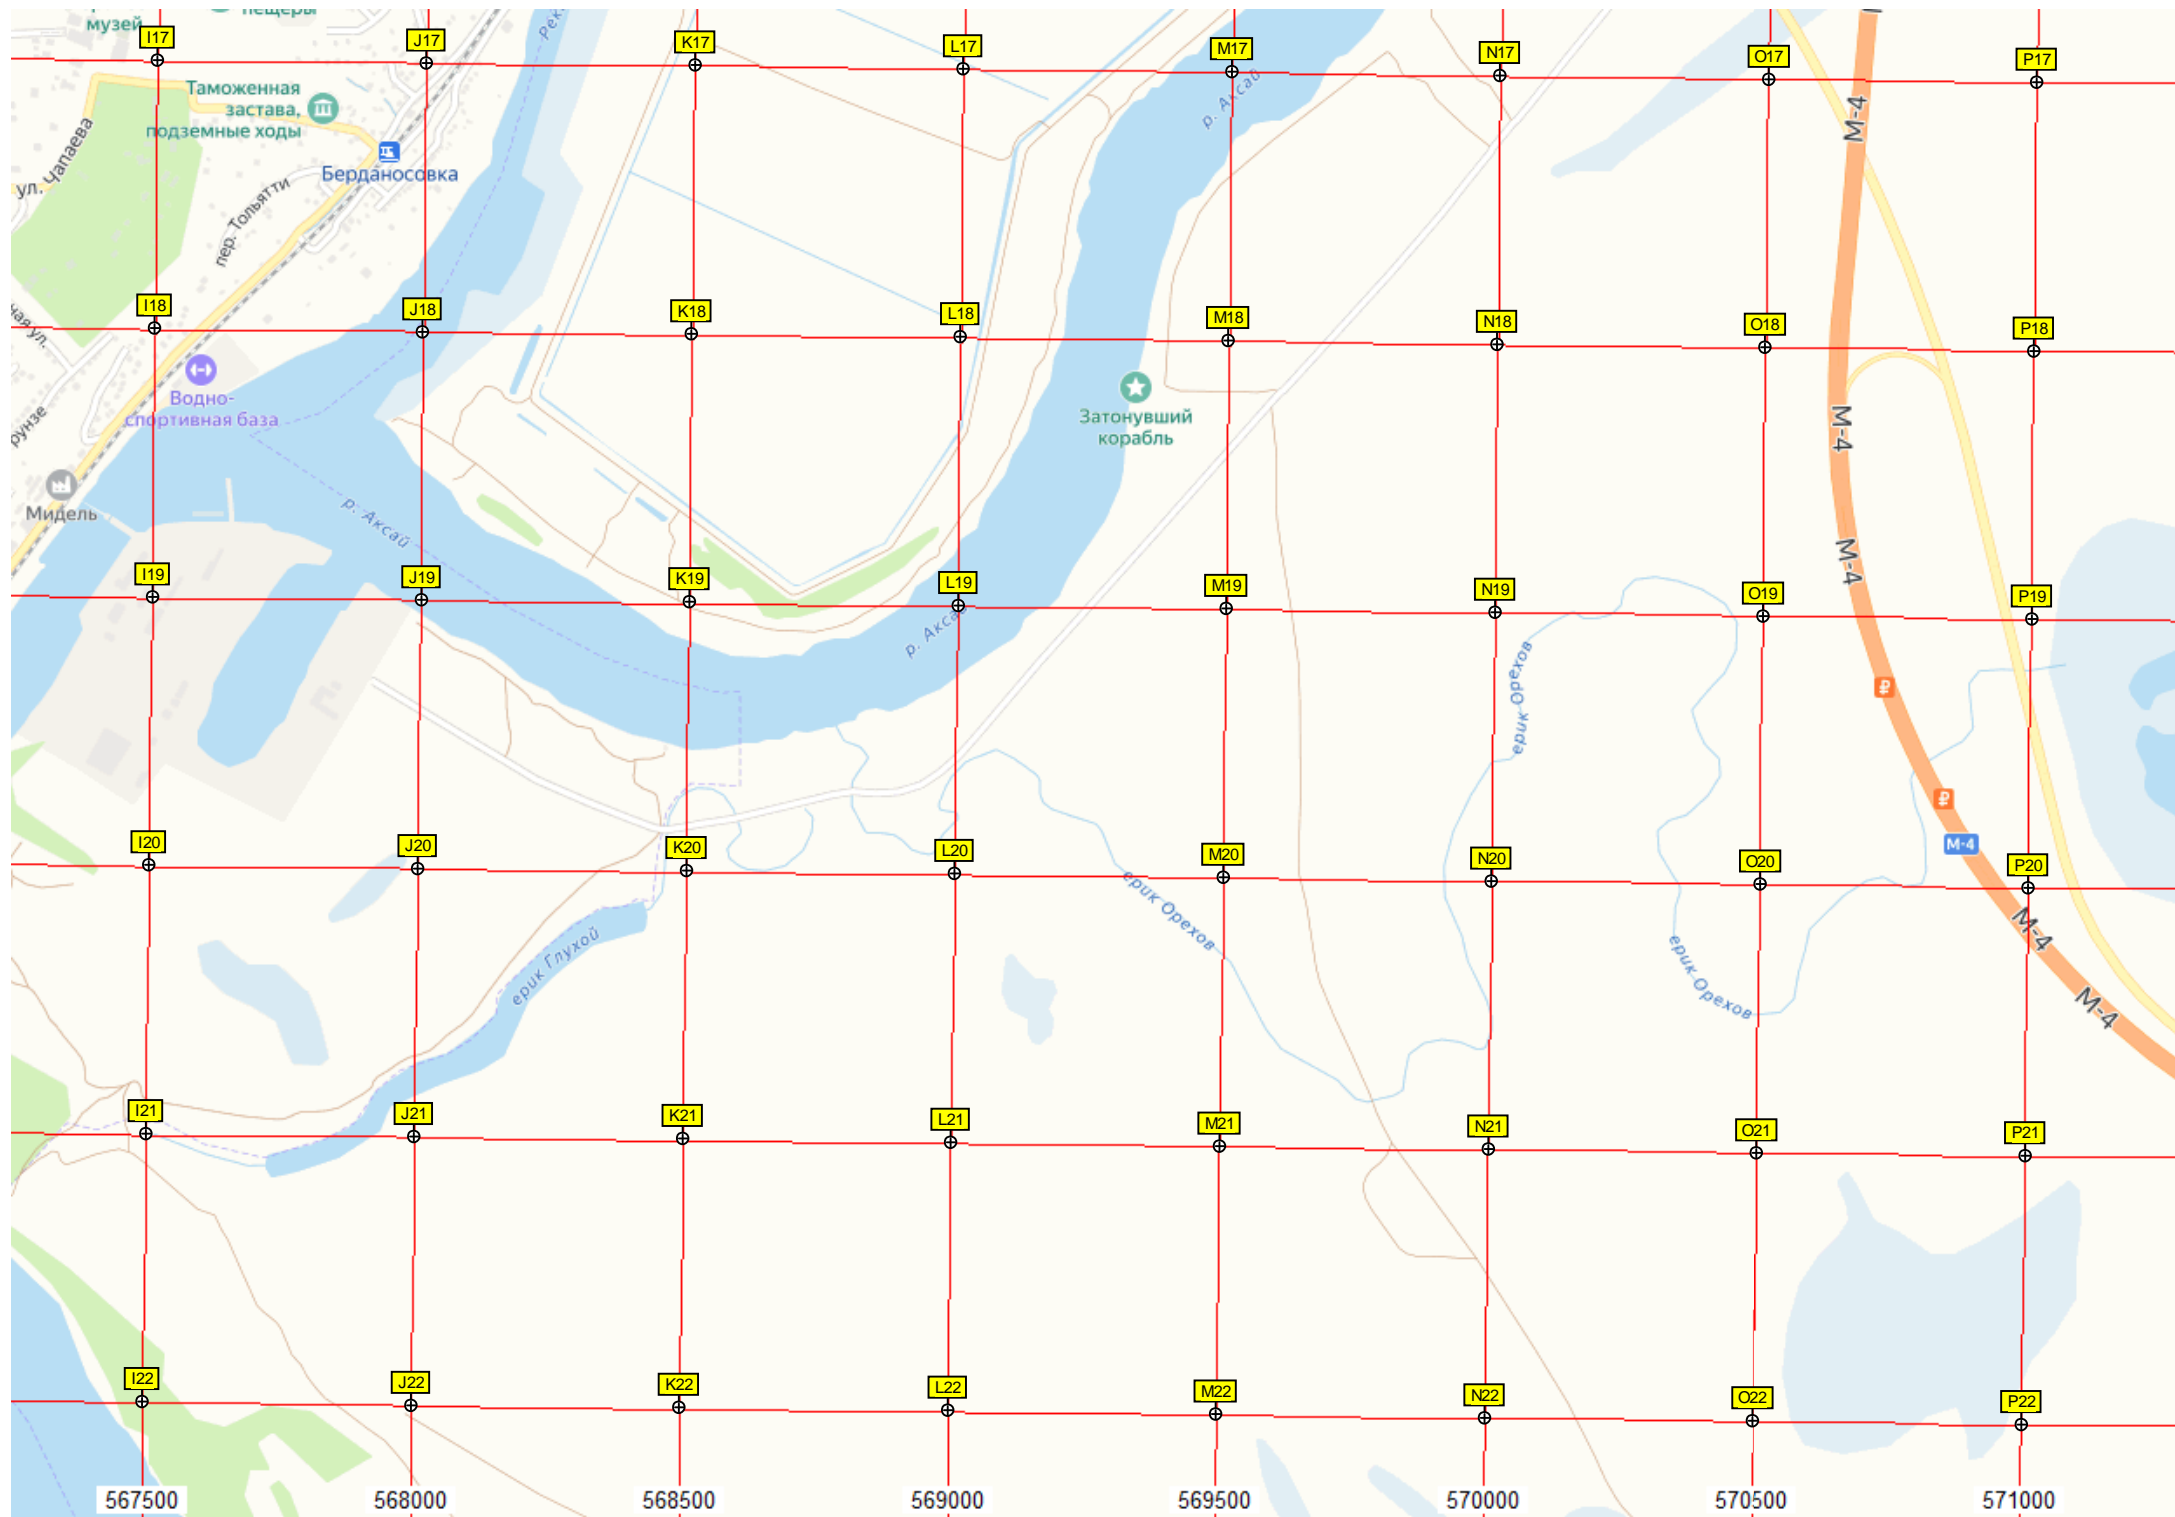 музей
пещеры
I17
J17
K17
L17
M17
N17
O17
P17
Таможенная
застава,
подземные ходы
ул. Чапаева
Берданосовка
пер. Тольятти
р. Аксай
М-4
I18
J18
K18
L18
M18
N18
O18
P18
Водно-
спортивная база
Затонувший
корабль
М-4
Мидель
р. Аксай
М-4
I19
J19
K19
L19
M19
N19
O19
P19
р. Аксай
ерик Орехов
I20
J20
K20
L20
M20
N20
O20
P20
М-4
ерик Орехов
ерик Глухой
ерик Орехов
М-4
М-4
I21
J21
K21
L21
M21
N21
O21
P21
I22
J22
K22
L22
M22
N22
O22
P22
567500
568000
568500
569000
569500
570000
570500
571000